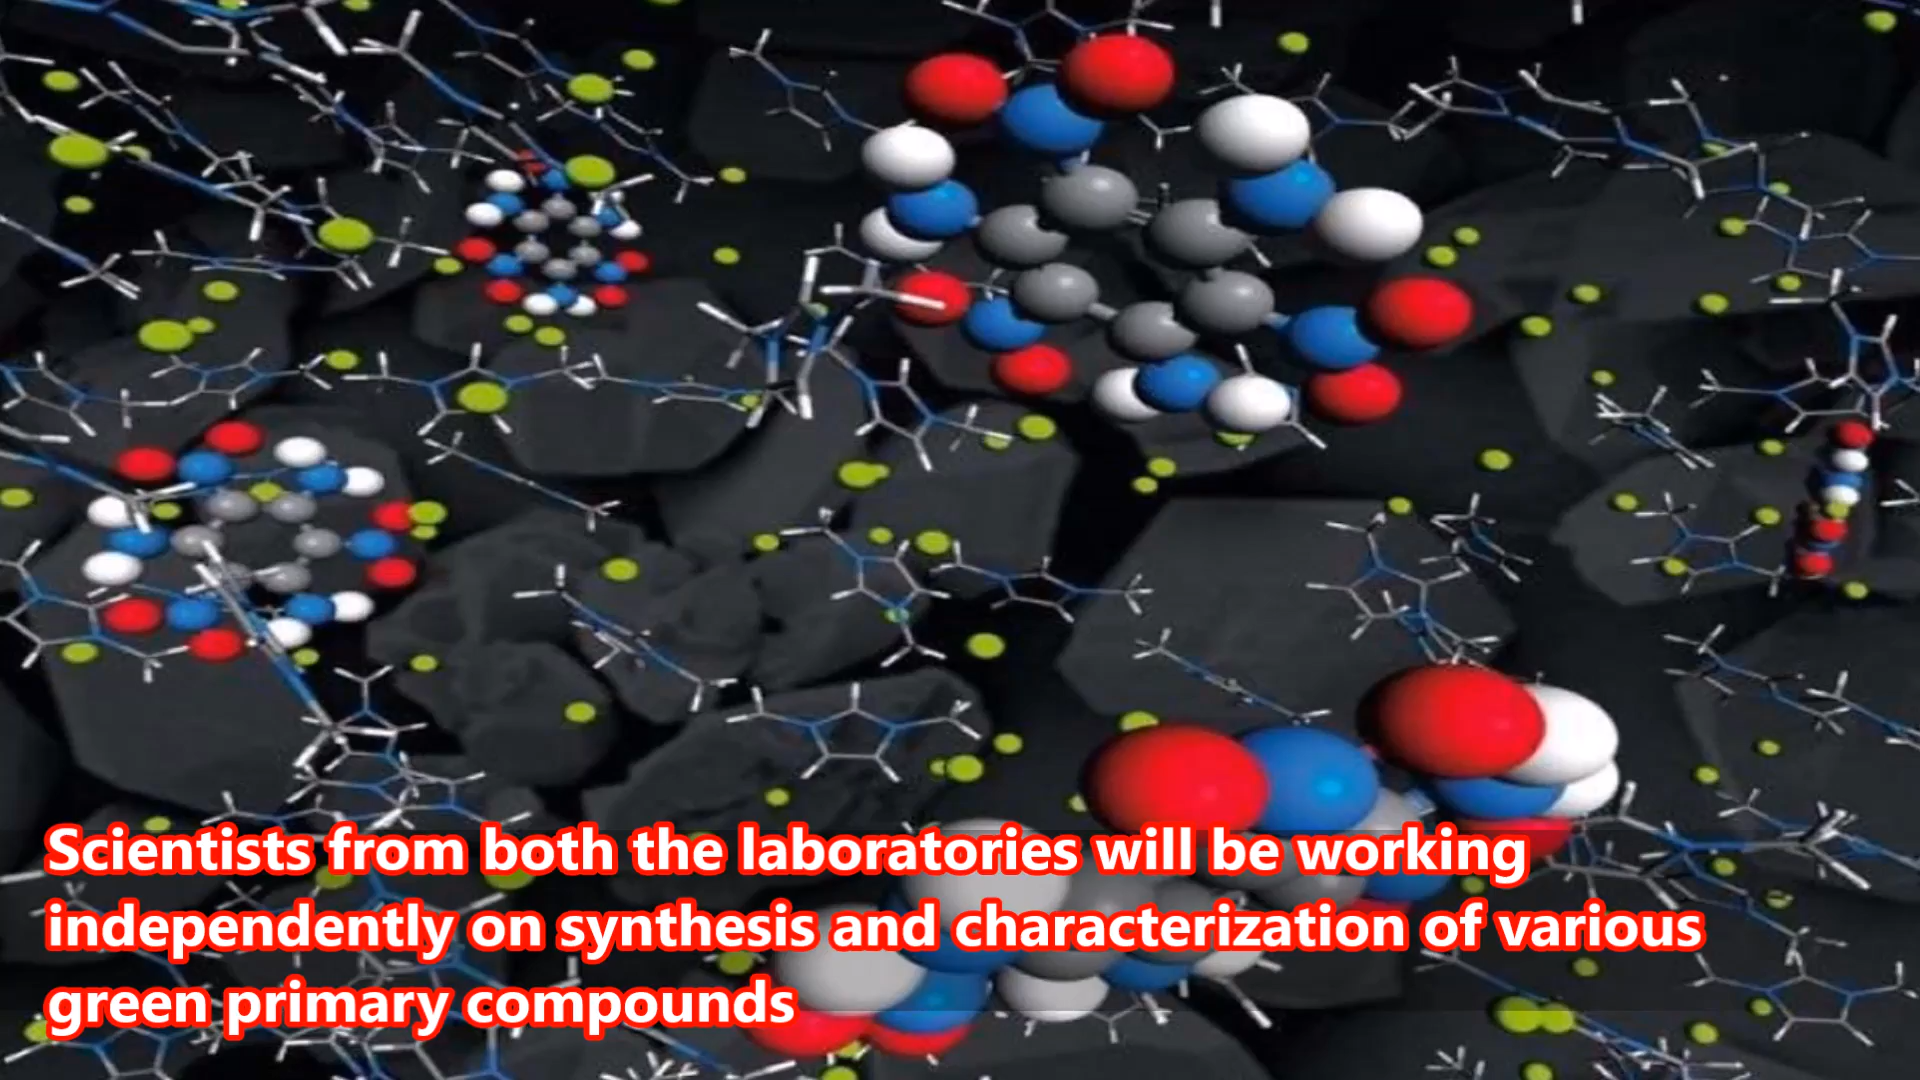 Scientists from both the laboratories will be working
independently on synthesis and characterization of various
green primary compounds